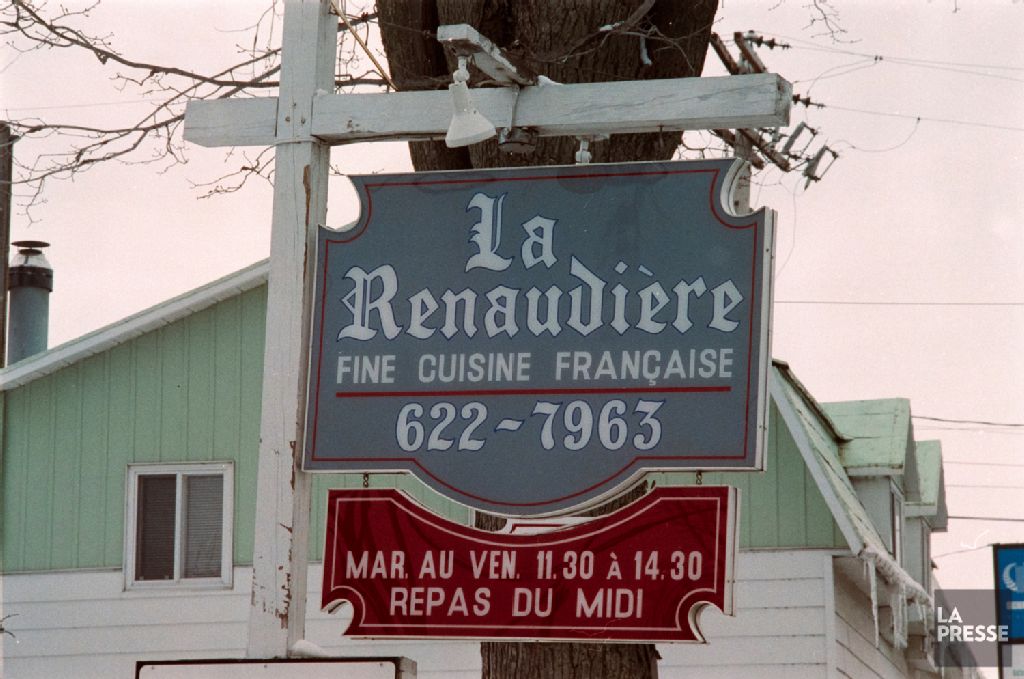 La
Renaudière
FINE CUISINE FRANÇAISE
622-7963
MAR. AU VEN. 11.30 à 14.30
REPAS DU MIDI
LA
PRESSE